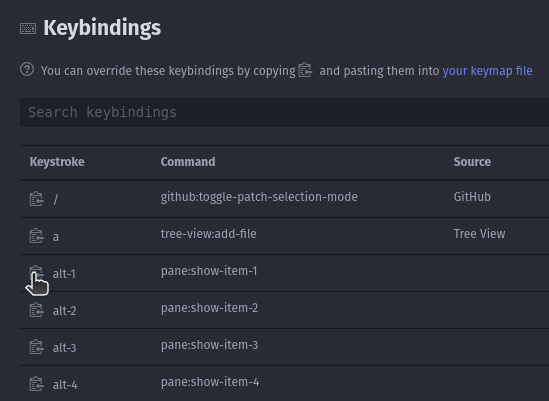 Keybindings
You can override these keybindings by copying and pasting them into your keymap file
Search keybindings
Keystroke Command Source
/ github:toggle-patch-selection-mode GitHub
a tree-view:add-file Tree View
alt-1 pane:show-item-1
alt-2 pane:show-item-2
alt-3 pane:show-item-3
alt-4 pane:show-item-4